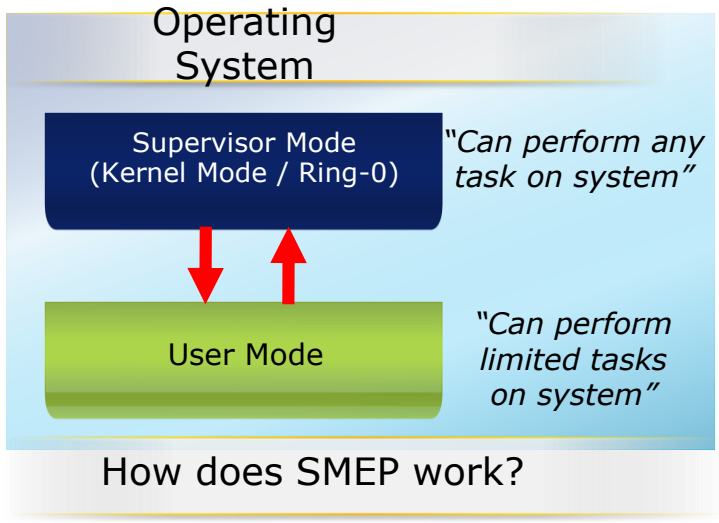 Operating
System
Supervisor Mode
(Kernel Mode / Ring-0)
“Can perform any
task on system”
User Mode
“Can perform
limited tasks
on system”
How does SMEP work?